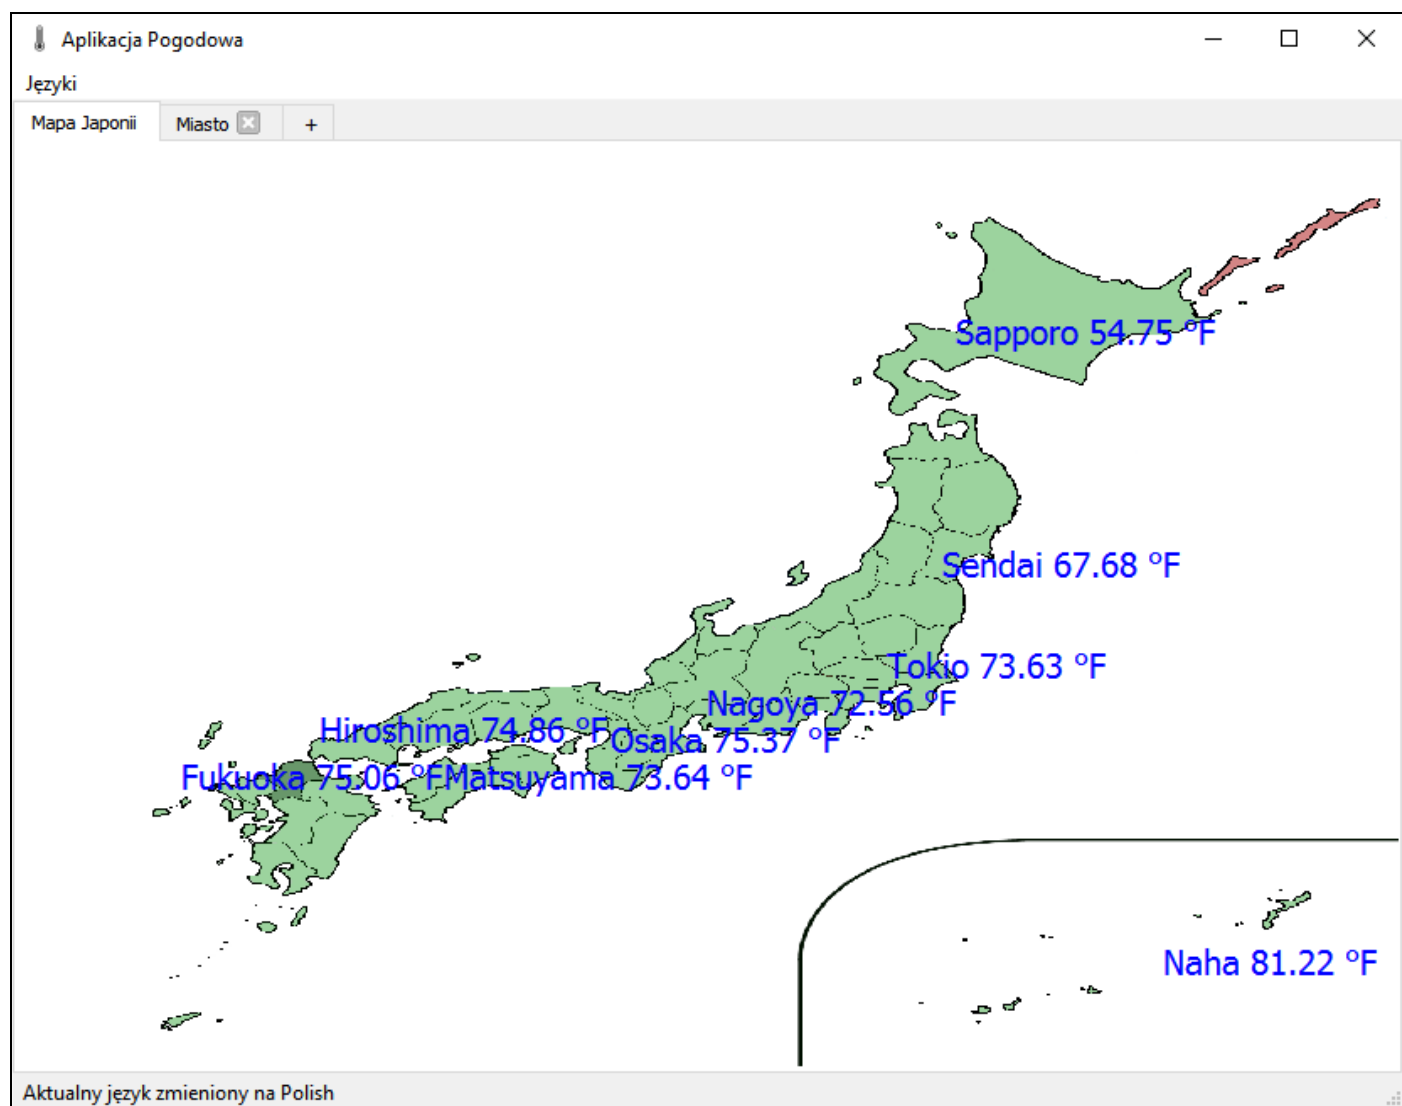 Aplikacja Pogodowa
Języki
Mapa Japonii Miasto +
Sapporo 54.75 °F
Sendai 67.68 °F
Tokio 73.63 °F
Nagoya 72.56 °F
Hiroshima 74.86 °F
Osaka 75.37 °F
Fukuoka 75.06 °F
Matsuyama 73.64 °F
Naha 81.22 °F
Aktualny język zmieniony na Polish